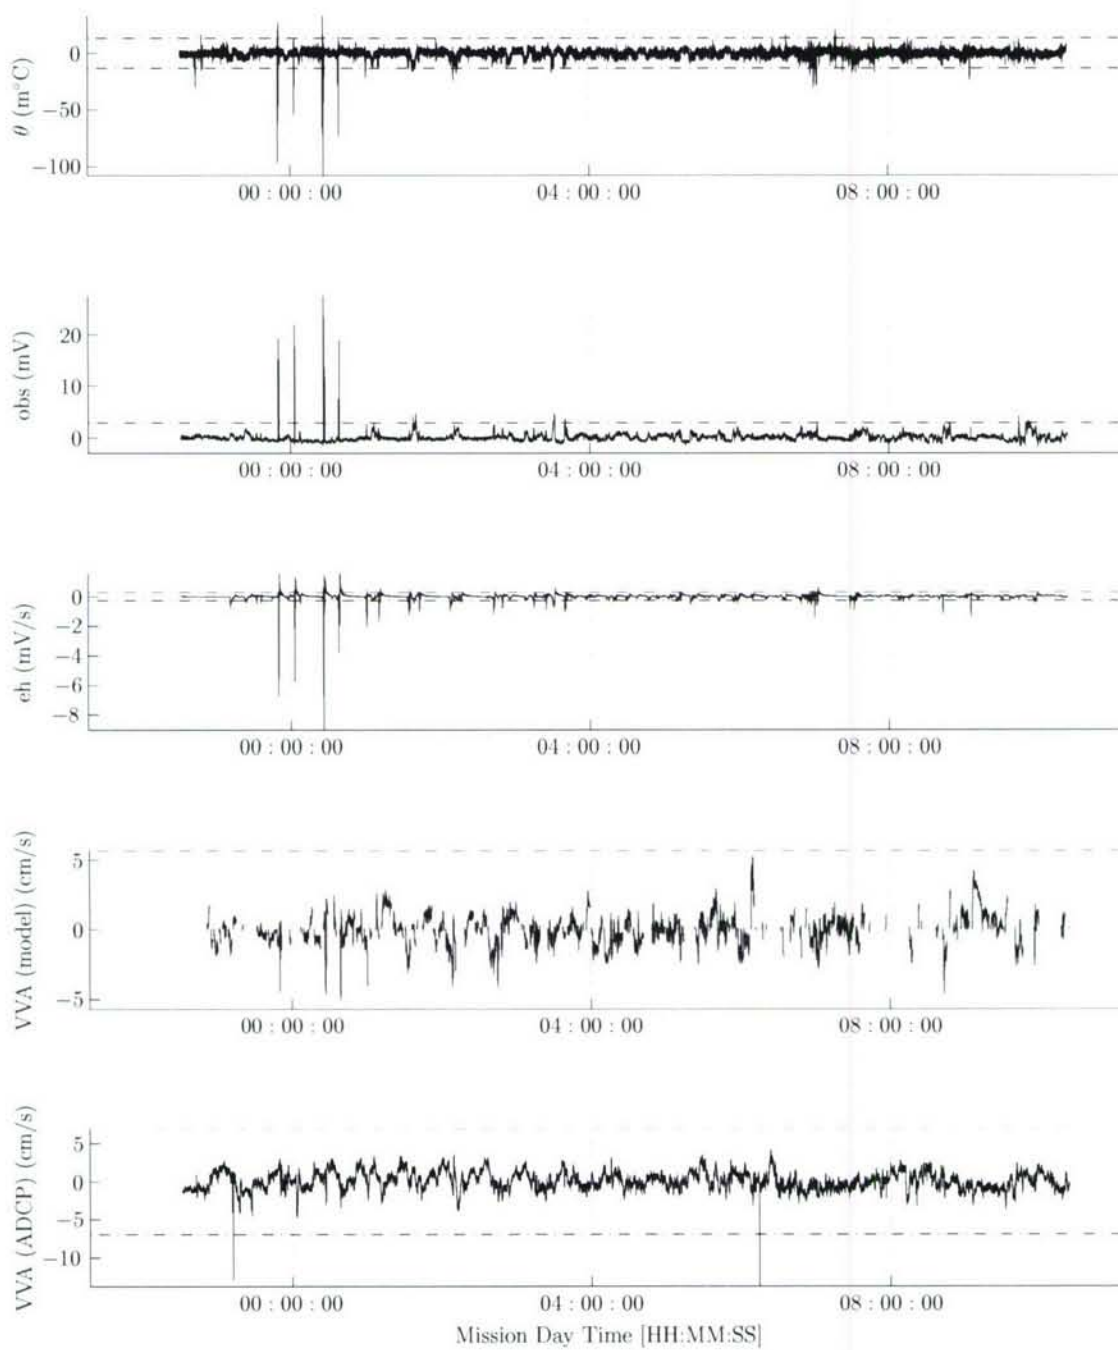 θ (m°C)
0
−50
−100
00 : 00 : 00 04 : 00 : 00 08 : 00 : 00
obs (mV)
20
10
0
00 : 00 : 00 04 : 00 : 00 08 : 00 : 00
eh (mV/s)
0
−2
−4
−6
−8
00 : 00 : 00 04 : 00 : 00 08 : 00 : 00
VVA (model) (cm/s)
5
0
−5
00 : 00 : 00 04 : 00 : 00 08 : 00 : 00
VVA (ADCP) (cm/s)
5
0
−5
−10
00 : 00 : 00 04 : 00 : 00 08 : 00 : 00
Mission Day Time [HH:MM:SS]